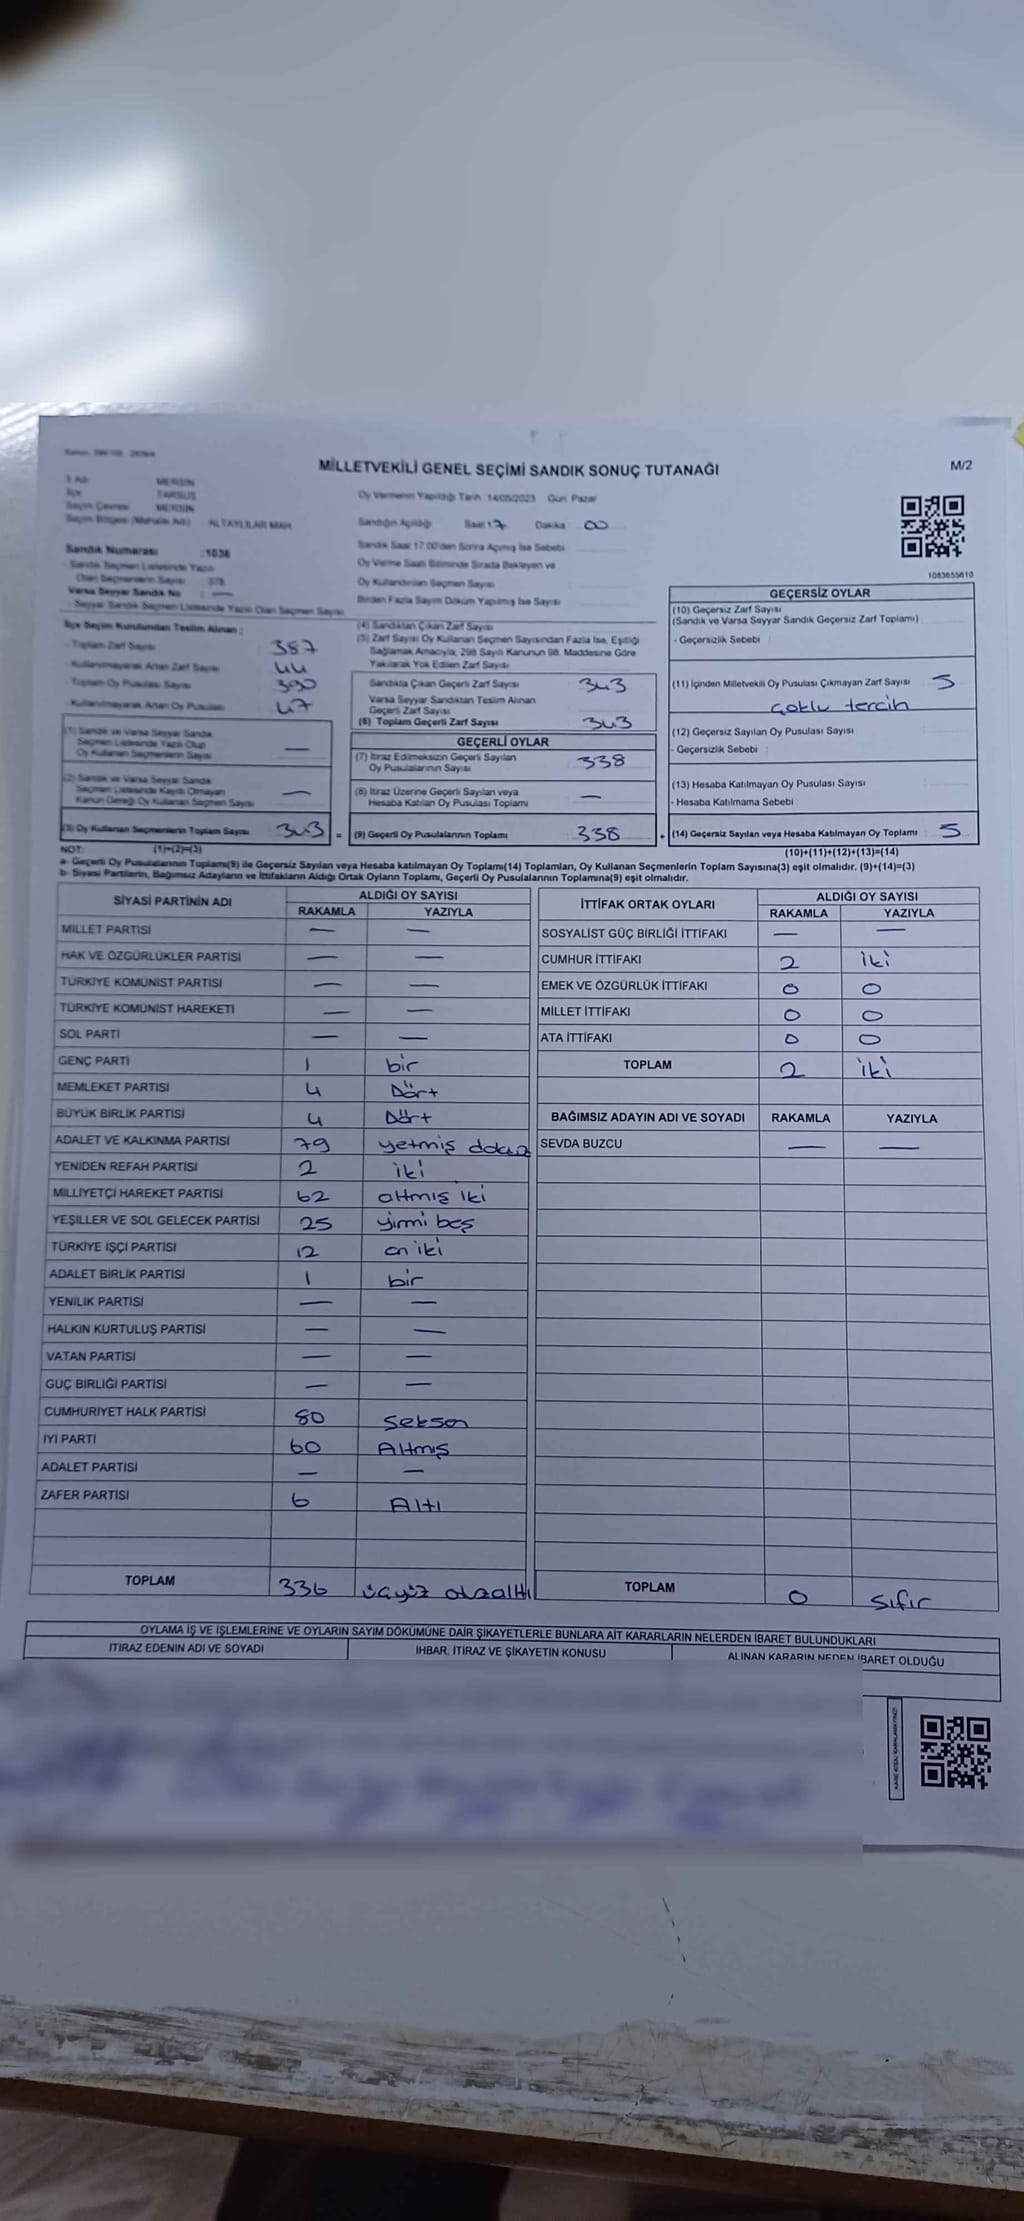 MİLLETVEKİLİ GENEL SEÇİMİ SANDIK SONUÇ TUTANAĞI
M/2
İl Adı MERSİN
İlçe TARSUS
Seçim Çevresi MERSİN
Seçim Bölgesi (Mahalle Adı) : ALTAYLILAR MAH
Oy Vermenin Yapıldığı Tarih :14/05/2023 Gün: Pazar
Sandığın Açıldığı Saat 17 Dakika 00
Sandık Numarası :1036
- Sandık Seçmen Listesinde Yazılı
Olan Seçmenlerin Sayısı : 378
Varsa Seyyar Sandık No : —
- Seyyar Sandık Seçmen Listesinde Yazılı Olan Seçmen Sayısı
Sandık Saat 17:00'den Sonra Açılmış İse Sebebi
Oy Verme Saati Bitiminde Sırada Bekleyen ve
Oy Kullandırılan Seçmen Sayısı
Birden Fazla Sayım Döküm Yapılmış İse Sayısı
1083655610
İlçe Seçim Kurulundan Teslim Alınan :
- Toplam Zarf Sayısı 387
- Kullanılmayarak Artan Zarf Sayısı 44
- Toplam Oy Pusulası Sayısı 390
- Kullanılmayarak Artan Oy Pusulası 47
(1) Sandık ve Varsa Seyyar Sandık
Seçmen Listesinde Yazılı Olup
Oy Kullanan Seçmenlerin Sayısı —
(2) Sandık ve Varsa Seyyar Sandık
Seçmen Listesinde Kayıtlı Olmayan
Kanun Gereği Oy Kullanan Seçmen Sayısı —
(3) Oy Kullanan Seçmenlerin Toplam Sayısı 343 =
(4) Sandıktan Çıkan Zarf Sayısı
(5) Zarf Sayısı Oy Kullanan Seçmen Sayısından Fazla İse, Eşitliği
Sağlamak Amacıyla, 298 Sayılı Kanunun 98. Maddesine Göre
Yakılarak Yok Edilen Zarf Sayısı
Sandıkta Çıkan Geçerli Zarf Sayısı 343
Varsa Seyyar Sandıktan Teslim Alınan
Geçerli Zarf Sayısı
(6) Toplam Geçerli Zarf Sayısı 343
GEÇERLİ OYLAR
(7) İtiraz Edilmeksizin Geçerli Sayılan
Oy Pusulalarının Sayısı 338
(8) İtiraz Üzerine Geçerli Sayılan veya
Hesaba Katılan Oy Pusulası Toplamı —
(9) Geçerli Oy Pusulalarının Toplamı 338 +
GEÇERSİZ OYLAR
(10) Geçersiz Zarf Sayısı
(Sandık ve Varsa Seyyar Sandık Geçersiz Zarf Toplamı)
- Geçersizlik Sebebi
(11) İçinden Milletvekili Oy Pusulası Çıkmayan Zarf Sayısı 5
çoklu tercih
(12) Geçersiz Sayılan Oy Pusulası Sayısı
- Geçersizlik Sebebi
(13) Hesaba Katılmayan Oy Pusulası Sayısı
- Hesaba Katılmama Sebebi
(14) Geçersiz Sayılan veya Hesaba Katılmayan Oy Toplamı 5
NOT: (1)+(2)=(3)
(10)+(11)+(12)+(13)=(14)
a- Geçerli Oy Pusulalarının Toplamı(9) ile Geçersiz Sayılan veya Hesaba katılmayan Oy Toplamı(14) Toplamları, Oy Kullanan Seçmenlerin Toplam Sayısına(3) eşit olmalıdır. (9)+(14)=(3)
b- Siyasi Partilerin, Bağımsız Adayların ve İttifakların Aldığı Ortak Oyların Toplamı, Geçerli Oy Pusulalarının Toplamına(9) eşit olmalıdır.
SİYASİ PARTİNİN ADI ALDIĞI OY SAYISI
RAKAMLA YAZIYLA
MİLLET PARTİSİ — —
HAK VE ÖZGÜRLÜKLER PARTİSİ — —
TÜRKİYE KOMÜNİST PARTİSİ — —
TÜRKİYE KOMÜNİST HAREKETİ — —
SOL PARTİ — —
GENÇ PARTİ 1 bir
MEMLEKET PARTİSİ 4 Dört
BÜYÜK BİRLİK PARTİSİ 4 Dört
ADALET VE KALKINMA PARTİSİ 79 yetmiş dokuz
YENİDEN REFAH PARTİSİ 2 iki
MİLLİYETÇİ HAREKET PARTİSİ 62 altmış iki
YEŞİLLER VE SOL GELECEK PARTİSİ 25 yirmi beş
TÜRKİYE İŞÇİ PARTİSİ 12 on iki
ADALET BİRLİK PARTİSİ 1 bir
YENİLİK PARTİSİ — —
HALKIN KURTULUŞ PARTİSİ — —
VATAN PARTİSİ — —
GÜÇ BİRLİĞİ PARTİSİ — —
CUMHURİYET HALK PARTİSİ 80 Seksen
İYİ PARTİ 60 Altmış
ADALET PARTİSİ — —
ZAFER PARTİSİ 6 Altı
TOPLAM 336 üçyüz otuzaltı
İTTİFAK ORTAK OYLARI ALDIĞI OY SAYISI
RAKAMLA YAZIYLA
SOSYALİST GÜÇ BİRLİĞİ İTTİFAKI — —
CUMHUR İTTİFAKI 2 iki
EMEK VE ÖZGÜRLÜK İTTİFAKI 0 0
MİLLET İTTİFAKI 0 0
ATA İTTİFAKI 0 0
TOPLAM 2 iki
BAĞIMSIZ ADAYIN ADI VE SOYADI RAKAMLA YAZIYLA
SEVDA BUZCU — —
TOPLAM 0 Sıfır
OYLAMA İŞ VE İŞLEMLERİNE VE OYLARIN SAYIM DÖKÜMÜNE DAİR ŞİKAYETLERLE BUNLARA AİT KARARLARIN NELERDEN İBARET BULUNDUKLARI
İTİRAZ EDENİN ADI VE SOYADI İHBAR, İTİRAZ VE ŞİKAYETİN KONUSU ALINAN KARARIN NEDEN İBARET OLDUĞU